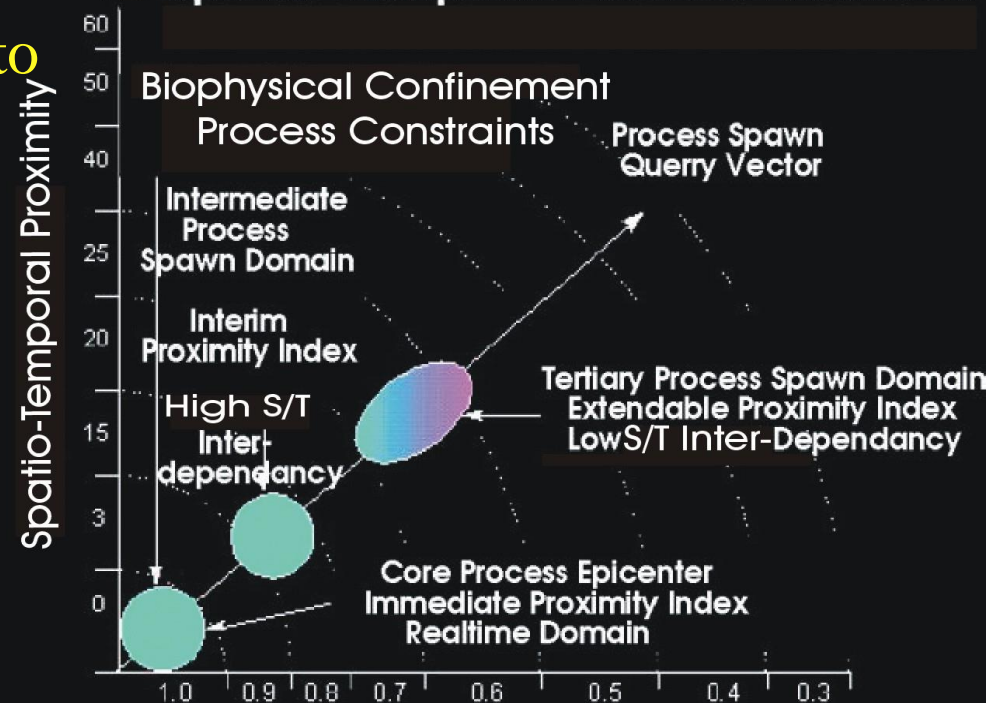 to
Spatio-Temporal Proximity
60
50
40
25
20
15
3
0
Biophysical Confinement
Process Constraints
Process Spawn
Querry Vector
Intermediate
Process
Spawn Domain
Interim
Proximity Index
High S/T
Inter-
dependancy
Tertiary Process Spawn Domain
Extendable Proximity Index
LowS/T Inter-Dependancy
Core Process Epicenter
Immediate Proximity Index
Realtime Domain
1.0 0.9 0.8 0.7 0.6 0.5 0.4 0.3